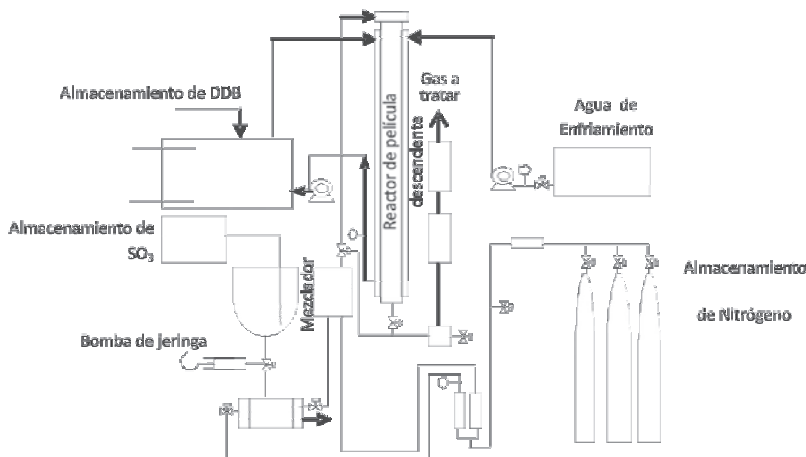 Almacenamiento de DDB
Gas a
tratar
Agua de
Enfriamiento
Reactor de película
descendente
Almacenamiento de
SO₃
Mezclador
Almacenamiento
de Nitrógeno
Bomba de jeringa